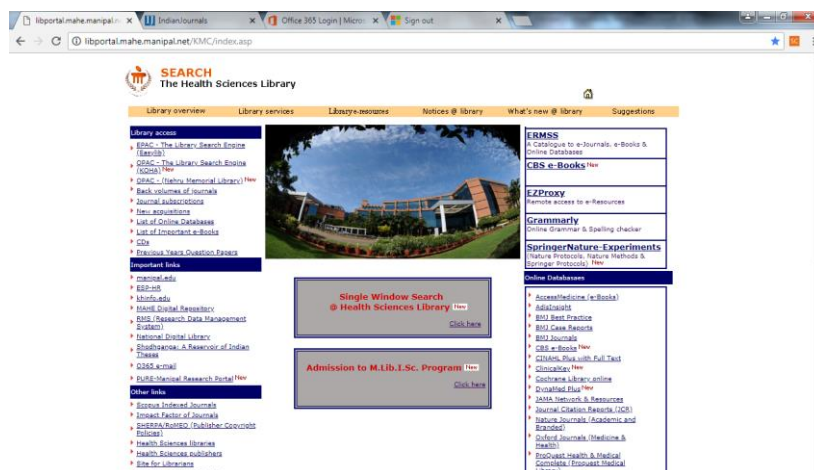 libportal.mahe.manipal.n
IndianJournals
Office 365 Login | Micro
Sign out
libportal.mahe.manipal.net/KMC/index.asp
SEARCH
The Health Sciences Library
Library overview
Library services
Library e-resources
Notices @ library
What's new @ library
Suggestions
Library access
EPAC - The Library Search Engine
(Easylib)
OPAC - The Library Search Engine
(KOHA) New
OPAC - (Nehru Memorial Library) New
Back volumes of journals
Journal subscriptions
New acquisitions
List of Online Databases
List of Important e-Books
CDs
Previous Years Question Papers
Important links
manipal.edu
ESP-HR
khinfo.edu
MAHE Digital Repository
RMS (Research Data Management
System)
National Digital Library
Shodhganga: A Reservoir of Indian
Theses
O365 e-mail
PURE-Manipal Research Portal New
Other links
Scopus Indexed Journals
Impact Factor of Journals
SHERPA/RoMEO (Publisher Copyright
Policies)
Health Sciences libraries
Health Sciences publishers
Site for Librarians
Single Window Search
@ Health Sciences Library New
Click here
Admission to M.Lib.I.Sc. Program New
Click here
ERMSS
A Catalogue to e-Journals, e-Books &
Online Databases
CBS e-Books New
EZProxy
Remote access to e-Resources
Grammarly
Online Grammar & Spelling checker
SpringerNature-Experiments
(Nature Protocols, Nature Methods &
Springer Protocols) New
Online Databasaes
AccessMedicine (e-Books)
AdisInsight
BMJ Best Practice
BMJ Case Reports
BMJ Journals
CBS e-Books New
CINAHL Plus with Full Text
ClinicalKey New
Cochrane Library online
DynaMed Plus New
JAMA Network & Resources
Journal Citation Reports (JCR)
Nature Journals (Academic and
Branded)
Oxford Journals (Medicine &
Health)
ProQuest Health & Medical
Complete (Proquest Medical